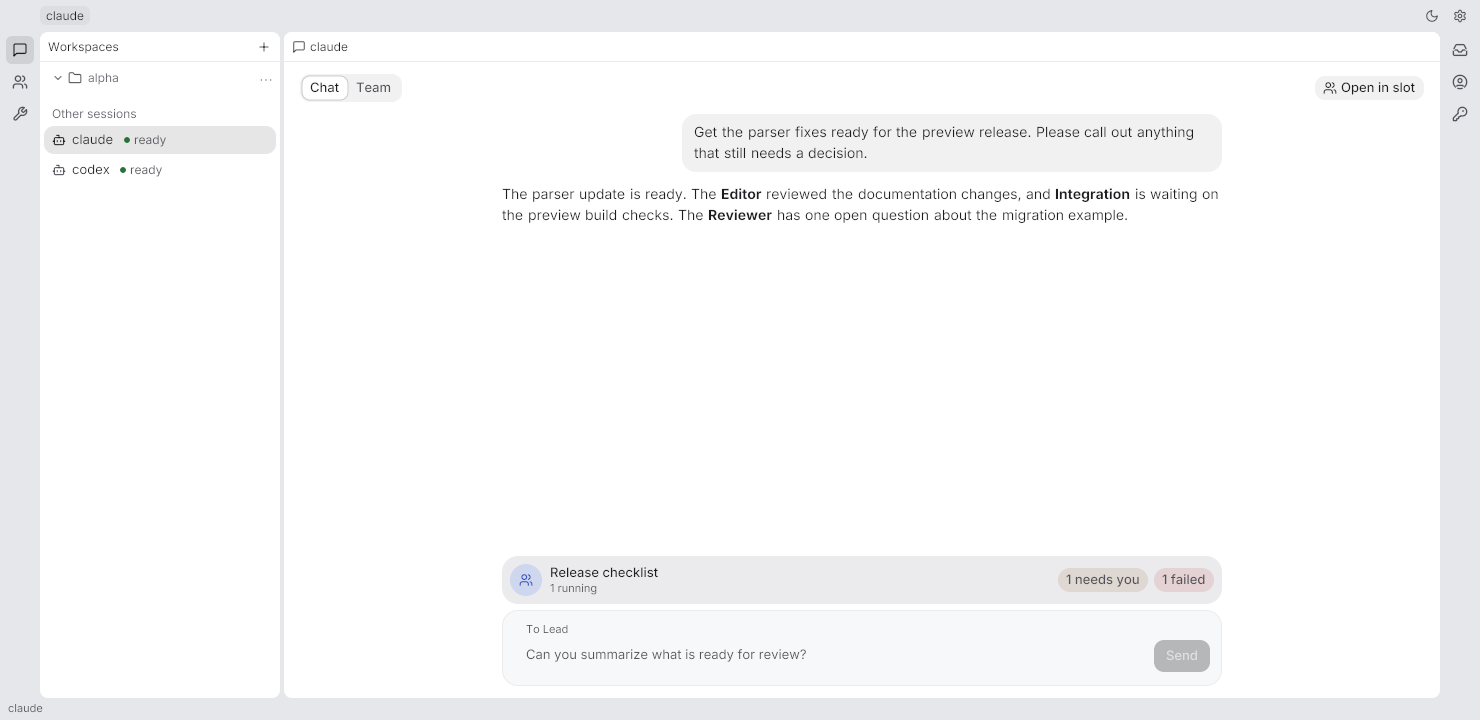 claude
Workspaces
claude
alpha
...
Chat
Team
Open in slot
Other sessions
claude
ready
codex
ready
Get the parser fixes ready for the preview release. Please call out anything
that still needs a decision.
The parser update is ready. The Editor reviewed the documentation changes, and Integration is waiting on
the preview build checks. The Reviewer has one open question about the migration example.
Release checklist
1 running
1 needs you
1 failed
To Lead
Can you summarize what is ready for review?
Send
claude